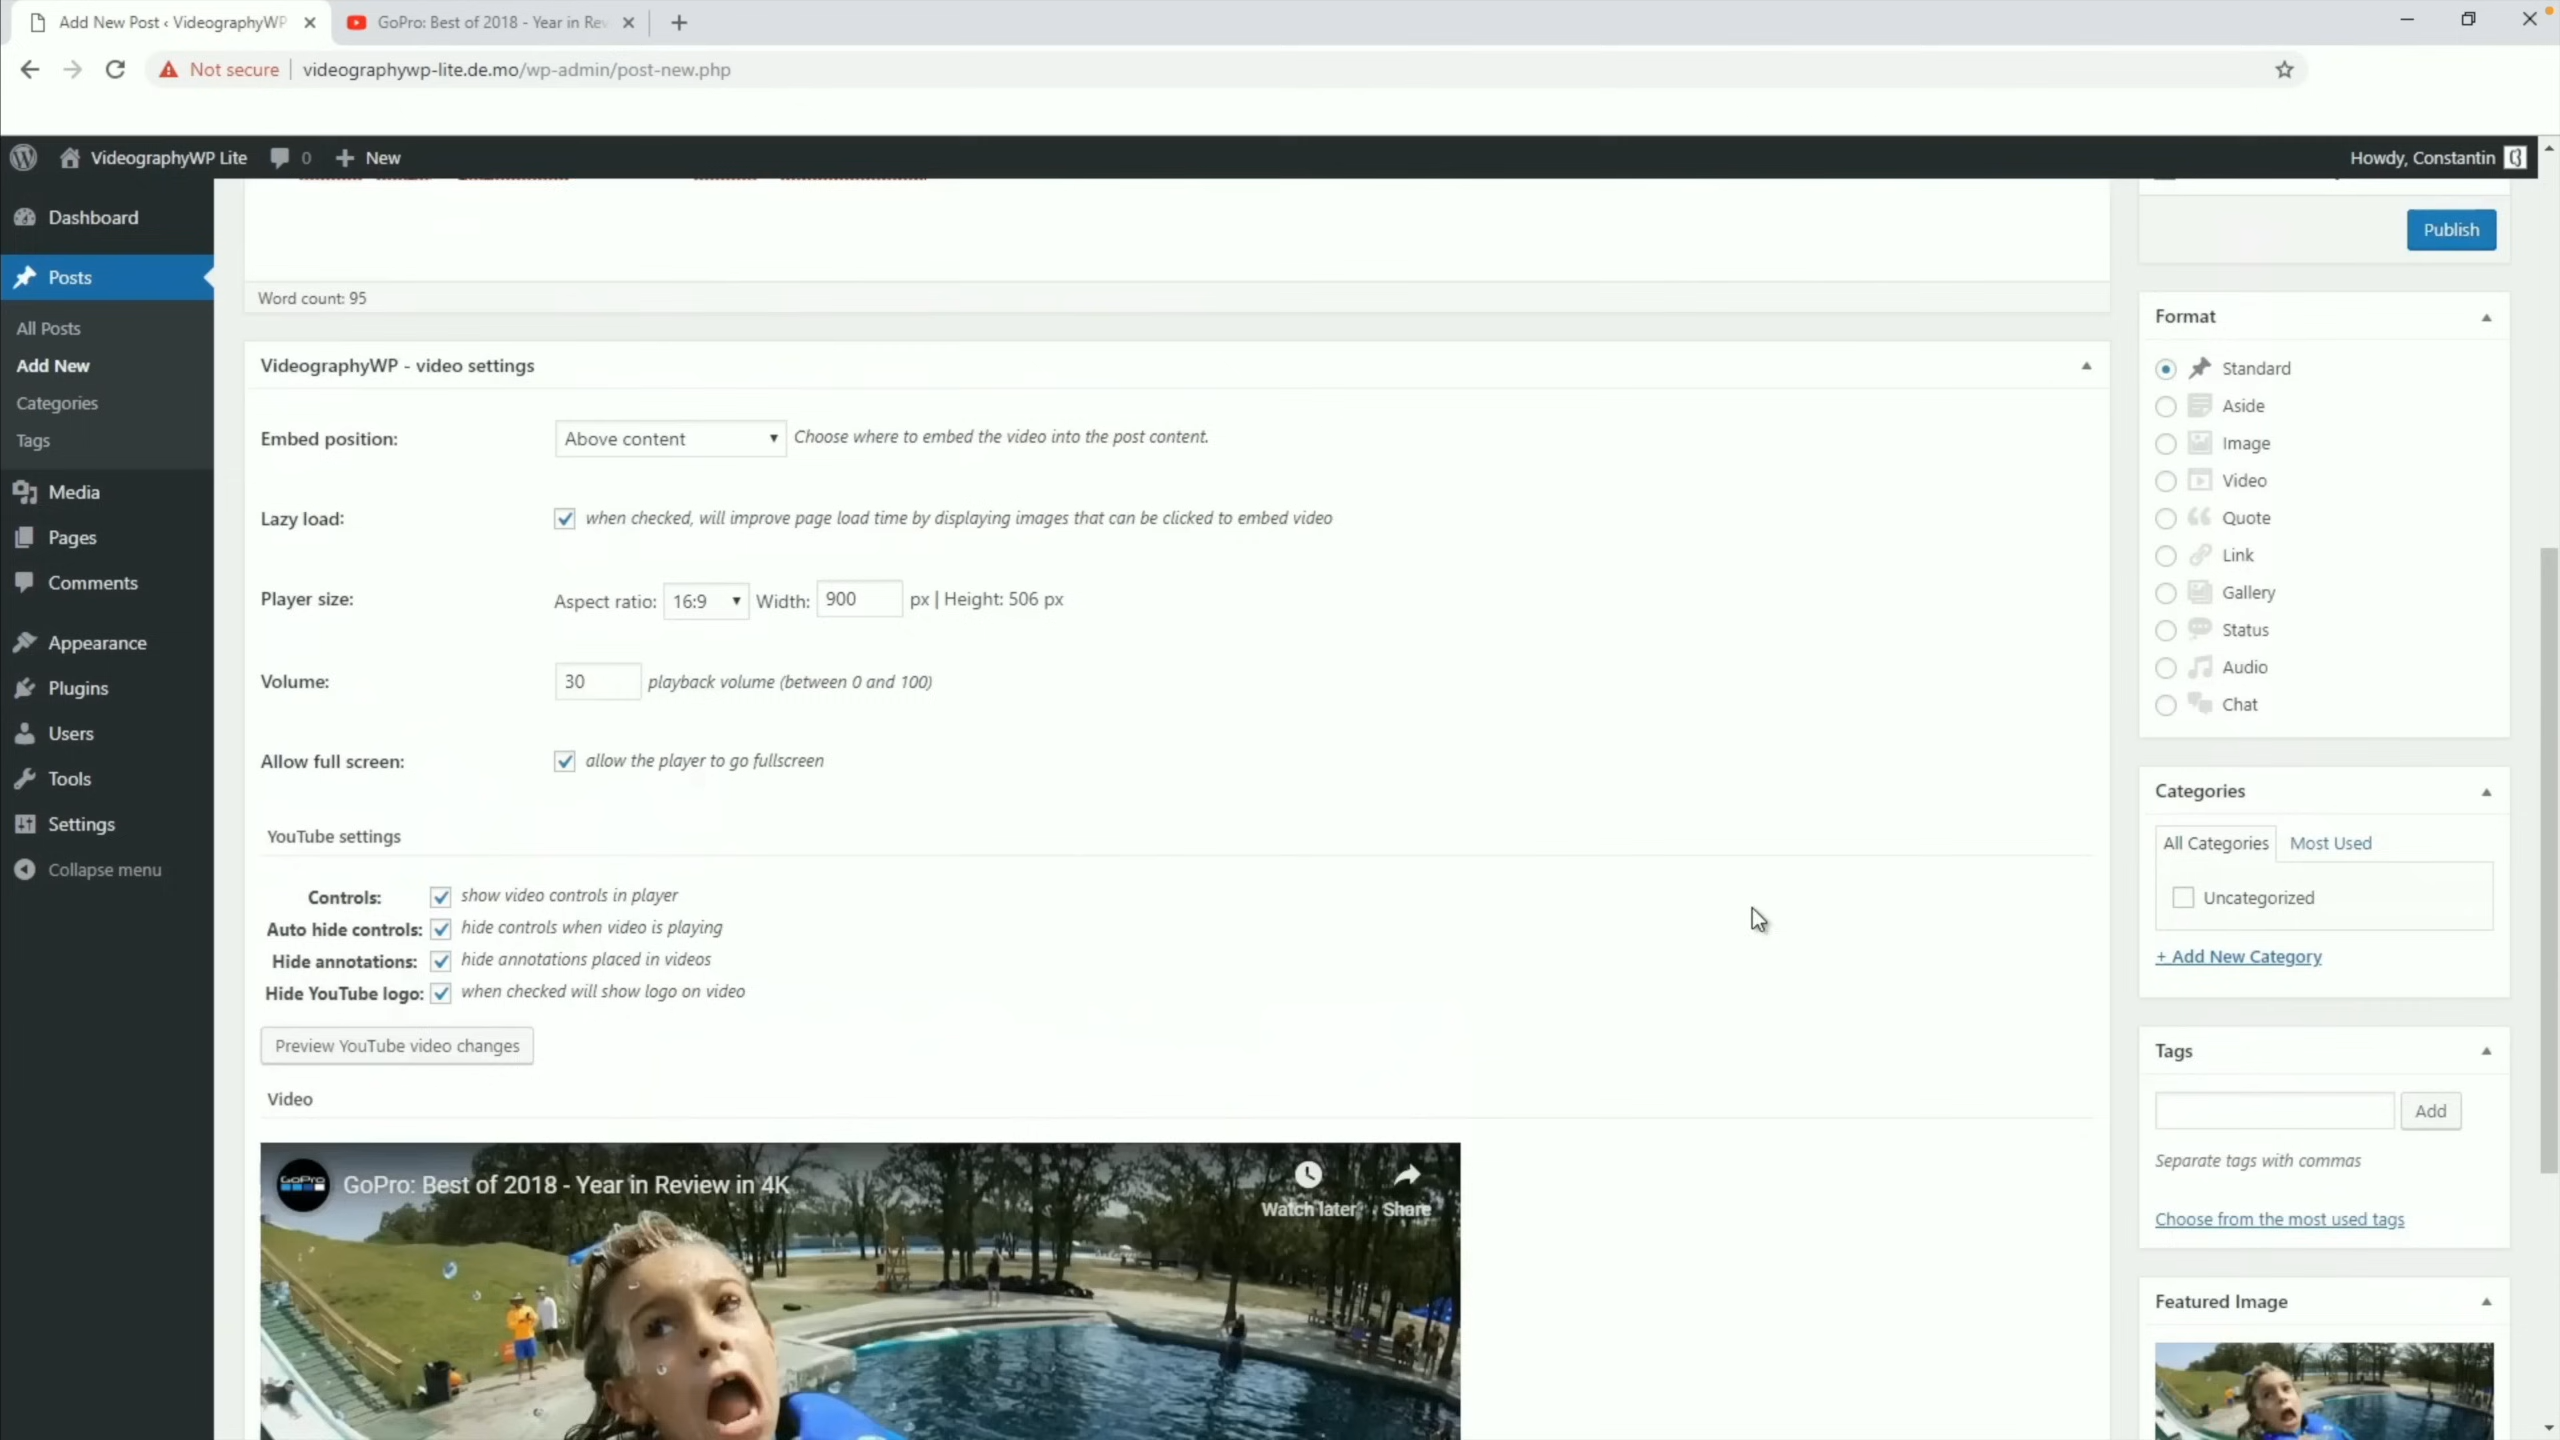 Add New Post ‹ VideographyWP
GoPro: Best of 2018 - Year in Rev
Not secure
videographywp-lite.de.mo/wp-admin/post-new.php
VideographyWP Lite
0
New
Howdy, Constantin
Dashboard
Posts
All Posts
Add New
Categories
Tags
Media
Pages
Comments
Appearance
Plugins
Users
Tools
Settings
Collapse menu
Word count: 95
VideographyWP - video settings
Embed position: Above content Choose where to embed the video into the post content.
Lazy load: when checked, will improve page load time by displaying images that can be clicked to embed video
Player size: Aspect ratio: 16:9 Width: 900 px | Height: 506 px
Volume: 30 playback volume (between 0 and 100)
Allow full screen: allow the player to go fullscreen
YouTube settings
Controls: show video controls in player
Auto hide controls: hide controls when video is playing
Hide annotations: hide annotations placed in videos
Hide YouTube logo: when checked will show logo on video
Preview YouTube video changes
Video
GoPro
GoPro: Best of 2018 - Year in Review in 4K
Watch later
Share
Publish
Format
Standard
Aside
Image
Video
Quote
Link
Gallery
Status
Audio
Chat
Categories
All Categories
Most Used
Uncategorized
+ Add New Category
Tags
Add
Separate tags with commas
Choose from the most used tags
Featured Image